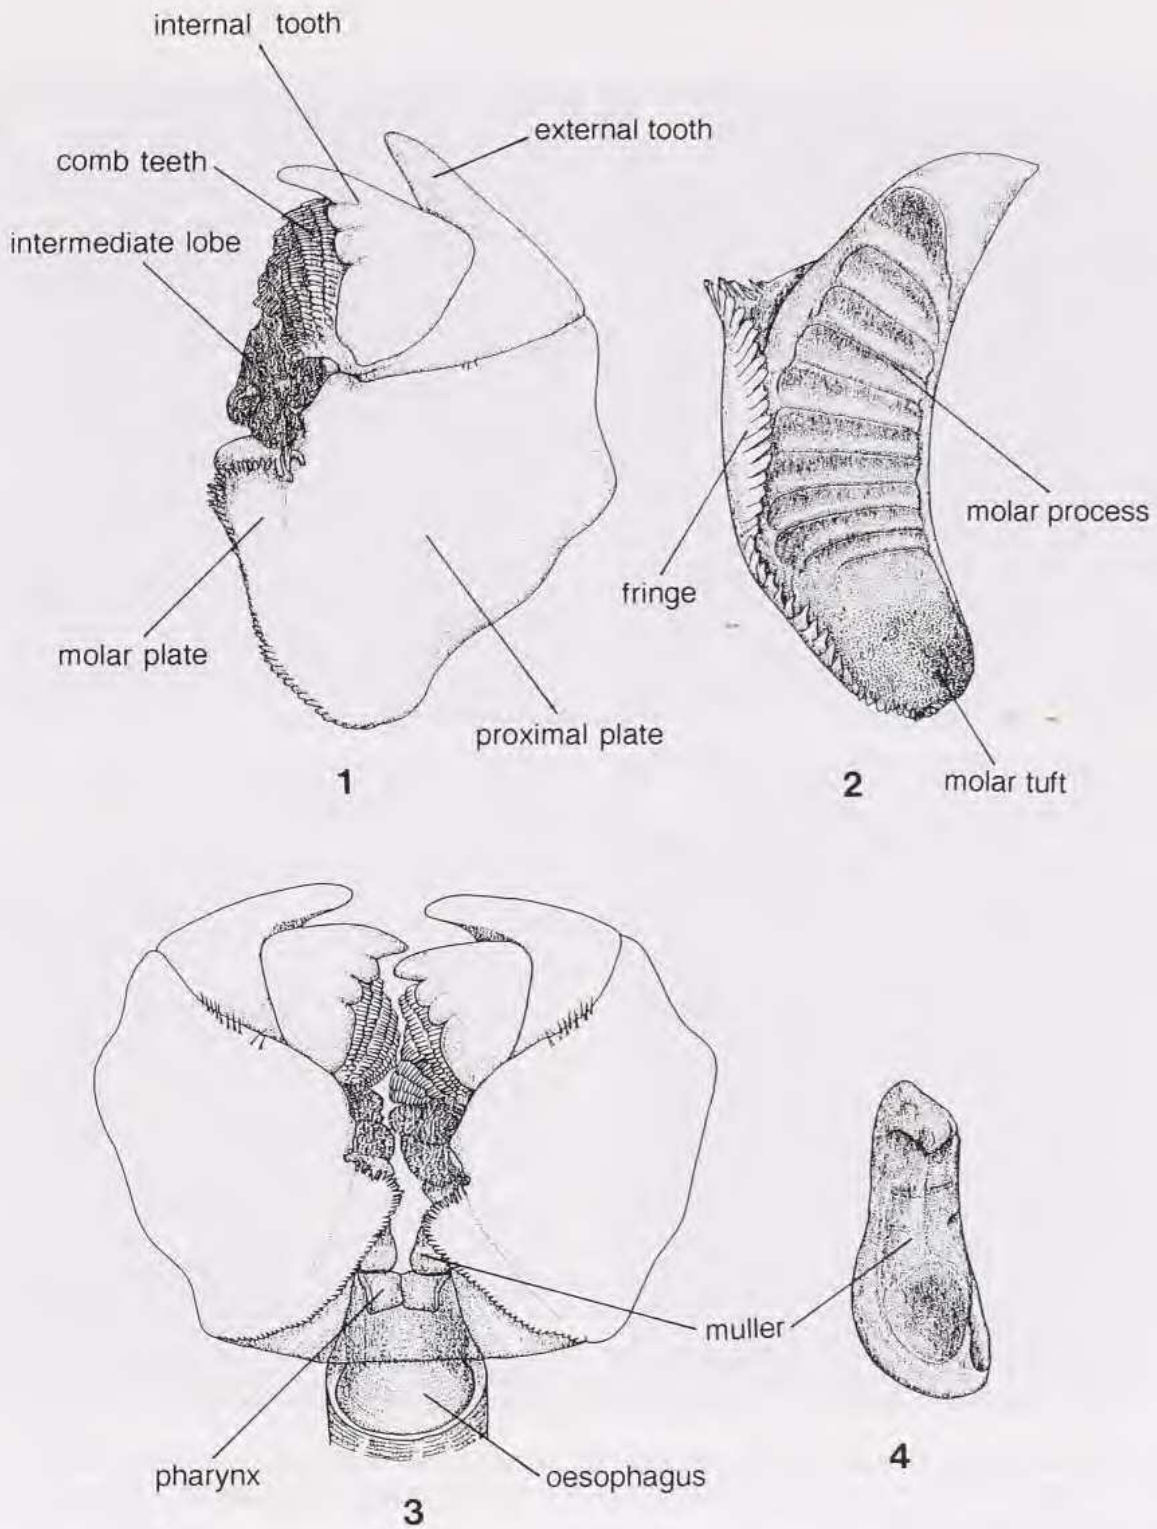 internal tooth
external tooth
comb teeth
intermediate lobe
molar process
fringe
molar plate
proximal plate
molar tuft
1
2
muller
pharynx
oesophagus
3
4